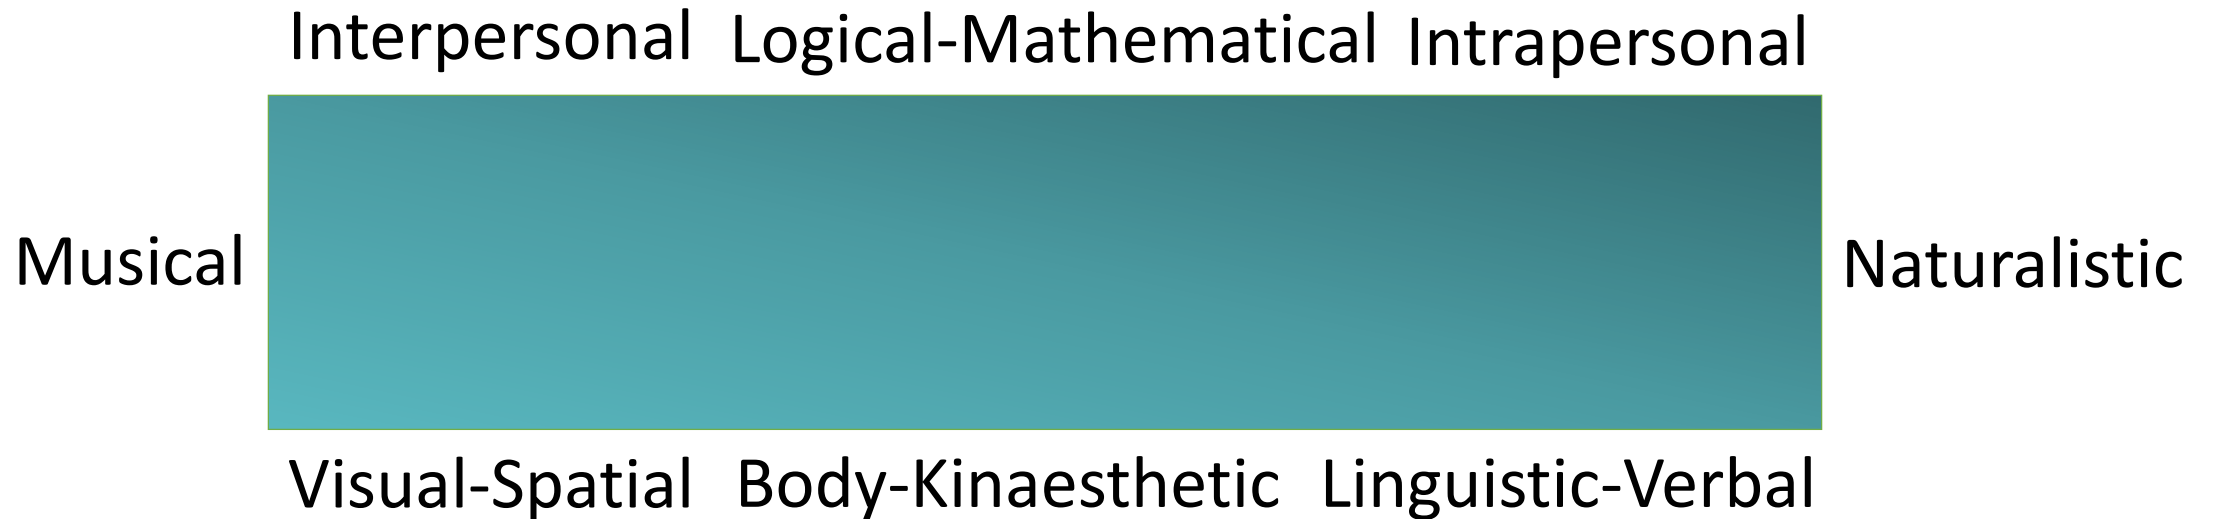 Interpersonal Logical-Mathematical Intrapersonal
Musical Naturalistic
Visual-Spatial Body-Kinaesthetic Linguistic-Verbal